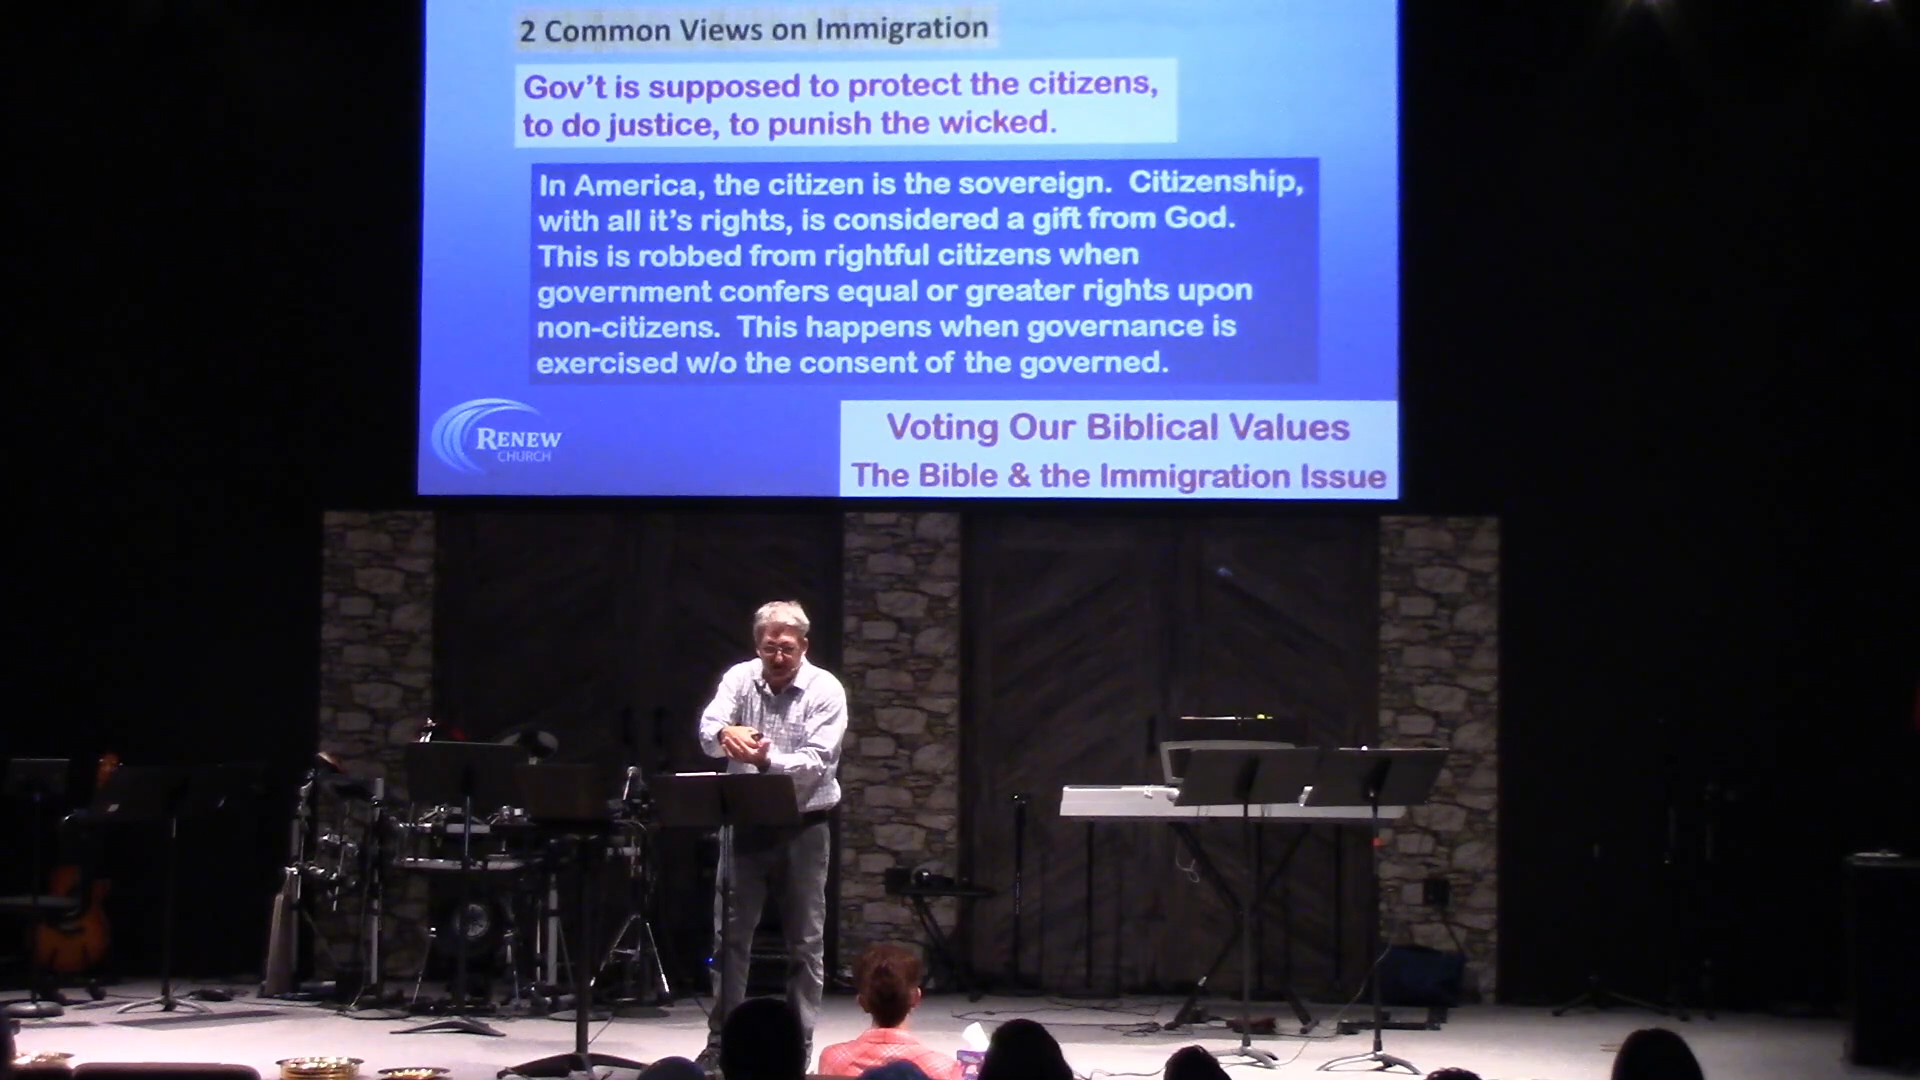 2 Common Views on Immigration
Gov't is supposed to protect the citizens,
to do justice, to punish the wicked.
In America, the citizen is the sovereign. Citizenship,
with all it's rights, is considered a gift from God.
This is robbed from rightful citizens when
government confers equal or greater rights upon
non-citizens. This happens when governance is
exercised w/o the consent of the governed.
RENEW
CHURCH
Voting Our Biblical Values
The Bible & the Immigration Issue